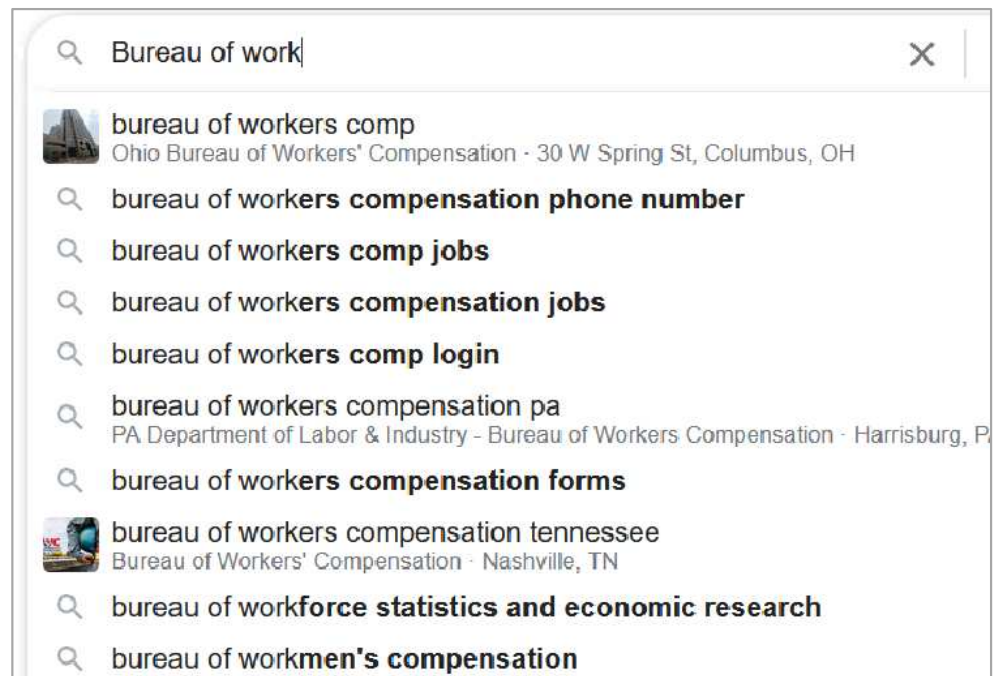 Bureau of work
bureau of workers comp
Ohio Bureau of Workers' Compensation · 30 W Spring St, Columbus, OH
bureau of workers compensation phone number
bureau of workers comp jobs
bureau of workers compensation jobs
bureau of workers comp login
bureau of workers compensation pa
PA Department of Labor & Industry - Bureau of Workers Compensation · Harrisburg,
bureau of workers compensation forms
bureau of workers compensation tennessee
Bureau of Workers' Compensation · Nashville, TN
bureau of workforce statistics and economic research
bureau of workmen's compensation